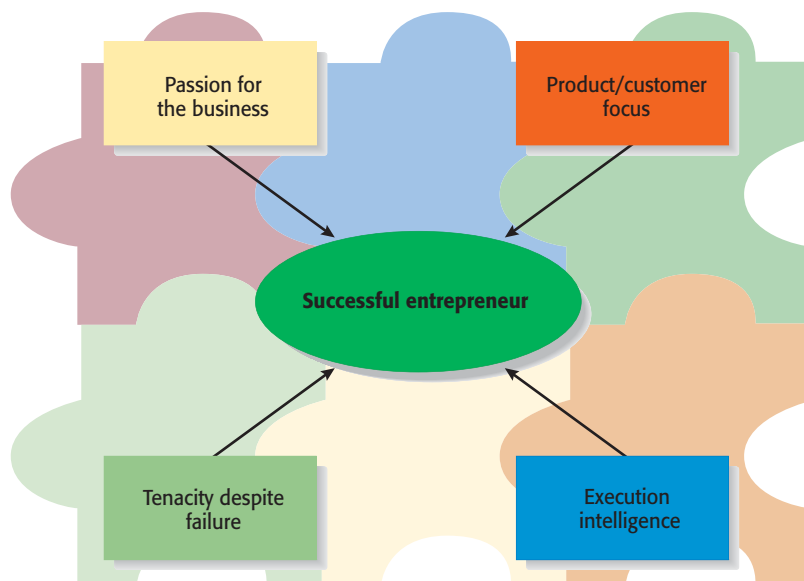 Passion for
the business
Product/customer
focus
Successful entrepreneur
Tenacity despite
failure
Execution
intelligence